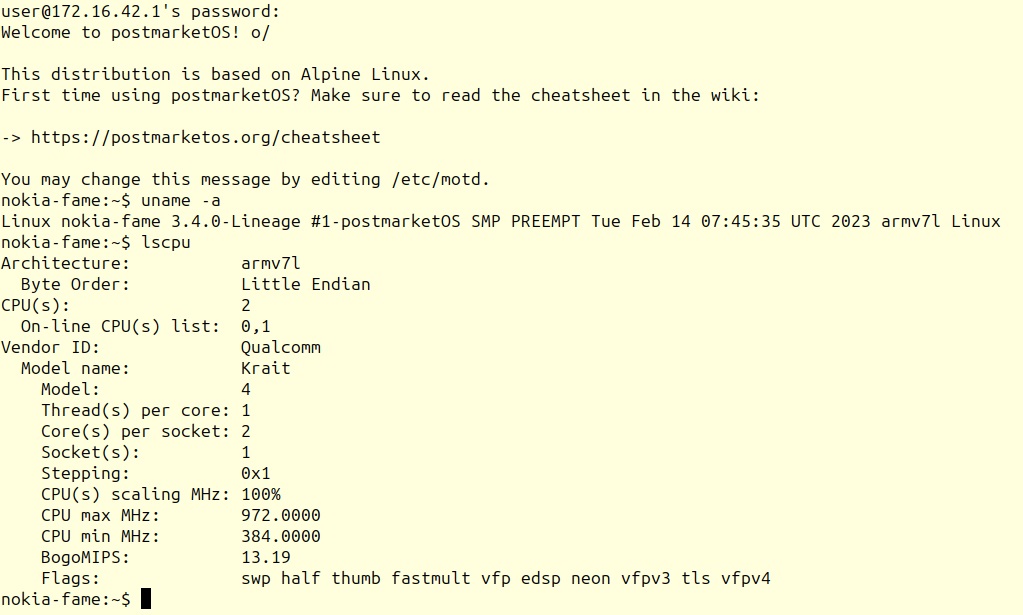 user@172.16.42.1's password:
Welcome to postmarketOS! o/

This distribution is based on Alpine Linux.
First time using postmarketOS? Make sure to read the cheatsheet in the wiki:

-> https://postmarketos.org/cheatsheet

You may change this message by editing /etc/motd.
nokia-fame:~$ uname -a
Linux nokia-fame 3.4.0-Lineage #1-postmarketOS SMP PREEMPT Tue Feb 14 07:45:35 UTC 2023 armv7l Linux
nokia-fame:~$ lscpu
Architecture:           armv7l
  Byte Order:           Little Endian
CPU(s):                 2
  On-line CPU(s) list:  0,1
Vendor ID:              Qualcomm
  Model name:           Krait
    Model:              4
    Thread(s) per core: 1
    Core(s) per socket: 2
    Socket(s):          1
    Stepping:           0x1
    CPU(s) scaling MHz: 100%
    CPU max MHz:        972.0000
    CPU min MHz:        384.0000
    BogoMIPS:           13.19
    Flags:              swp half thumb fastmult vfp edsp neon vfpv3 tls vfpv4
nokia-fame:~$